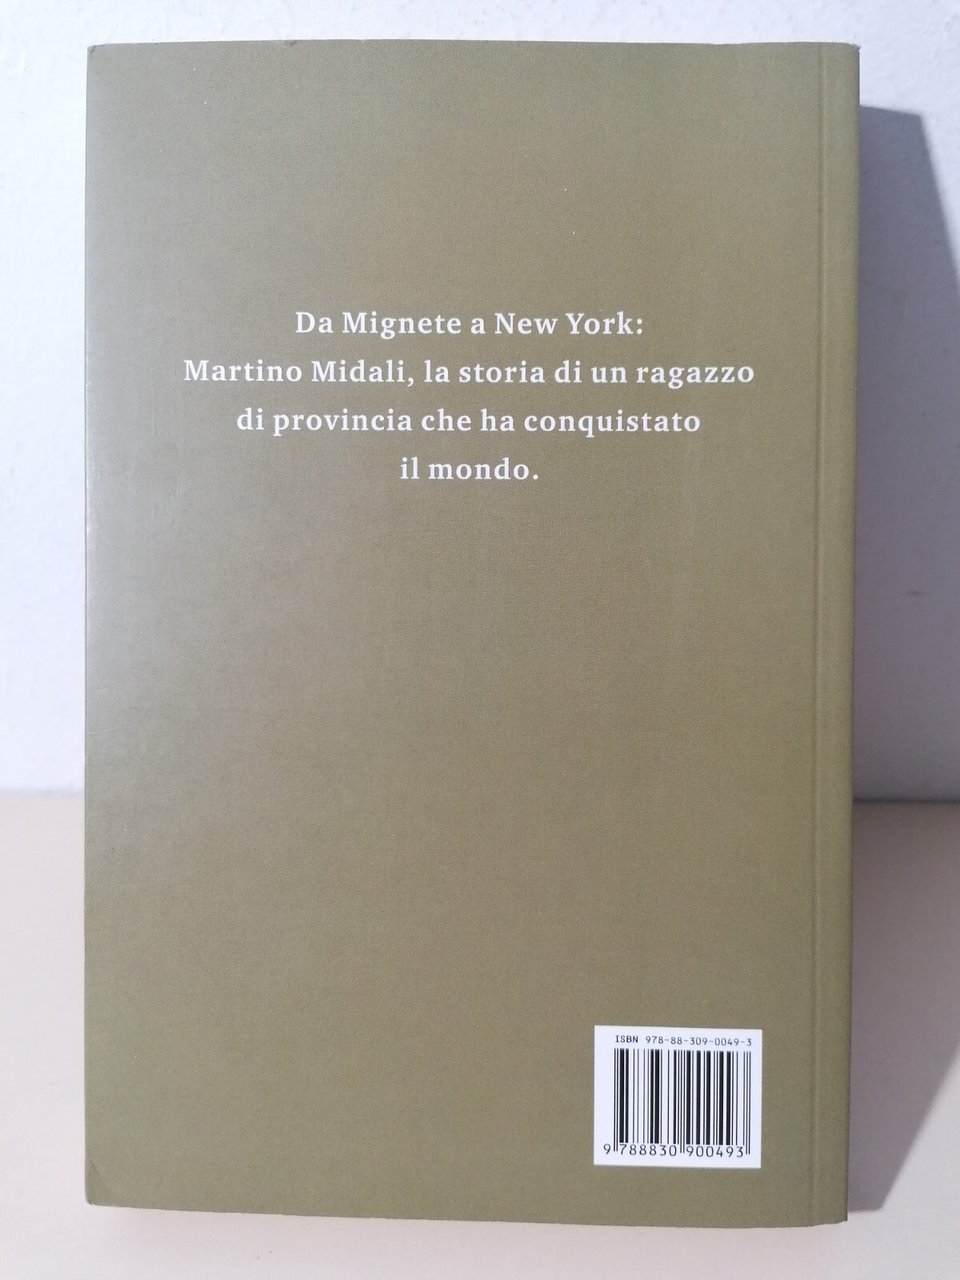 Da Mignete a New York:
Martino Midali, la storia di un ragazzo
di provincia che ha conquistato
il mondo.
ISBN 978-88-309-0049-3
9 788830 900493